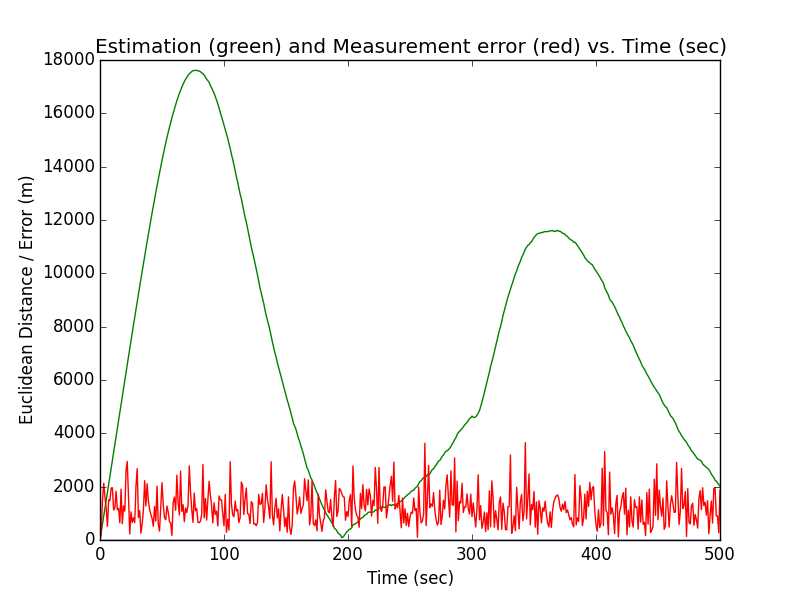 Estimation (green) and Measurement error (red) vs. Time (sec)
18000
16000
14000
12000
10000
8000
6000
4000
2000
0
Euclidean Distance / Error (m)
0 100 200 300 400 500
Time (sec)